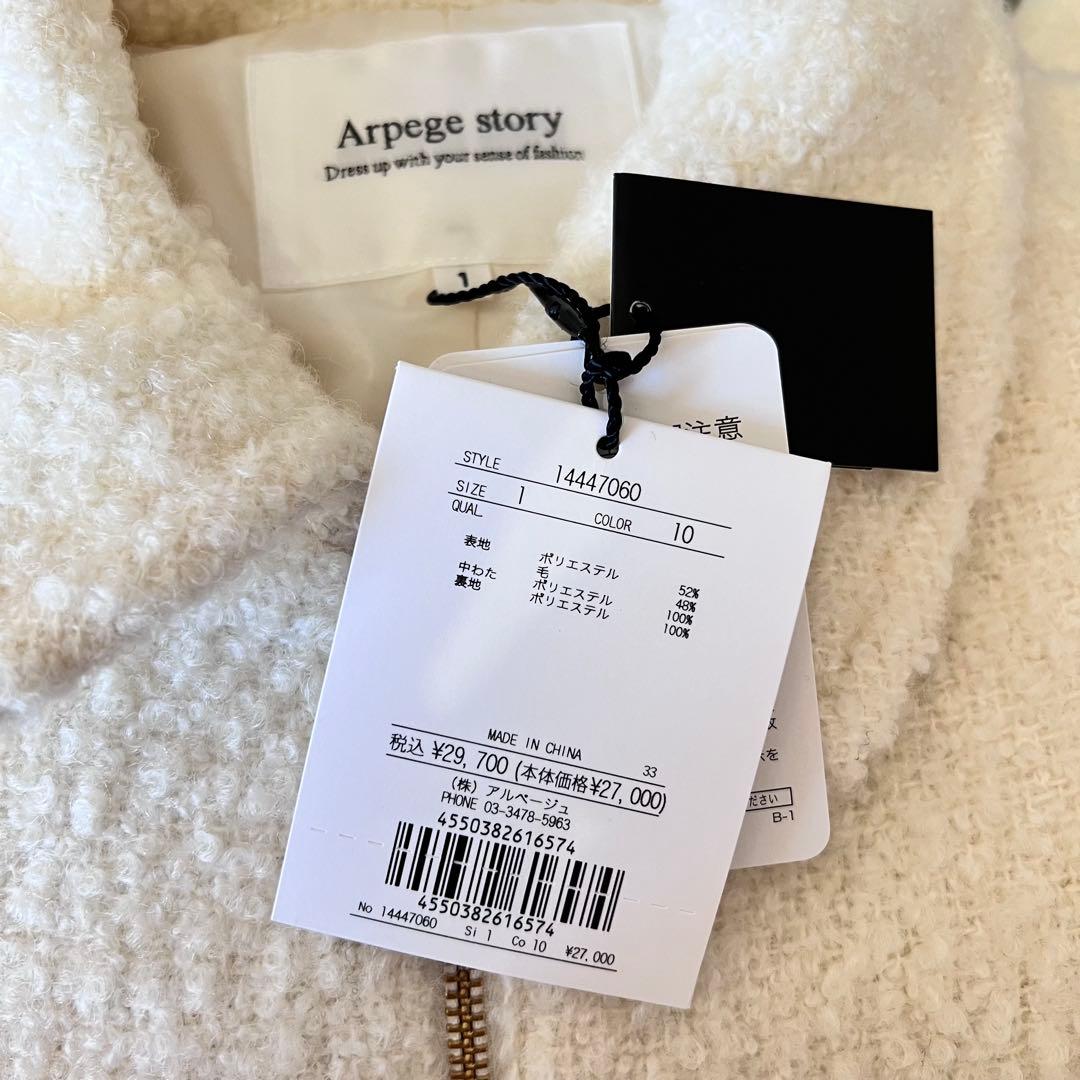 Arpege story
Dress up with your sense of fashion
1
注意
STYLE 14447060
SIZE 1 COLOR 10
QUAL
表地 ポリエステル 52%
毛 48%
中わた ポリエステル 100%
裏地 ポリエステル 100%
MADE IN CHINA 33
税込 ¥29,700 (本体価格¥27,000)
(株) アルページュ
PHONE 03-3478-5963
4550382616574
4550382616574
No 14447060 Si 1 Co 10 ¥27,000
を
ださい
B-1